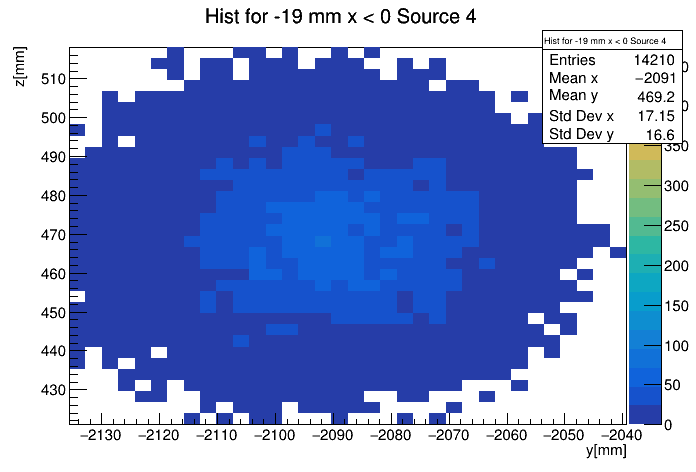 Hist for -19 mm x < 0 Source 4
z[mm]
Hist for -19 mm x < 0 Source 4
Entries 14210
Mean x −2091
Mean y 469.2
Std Dev x 17.15
Std Dev y 16.6
510
500
490
480
470
460
450
440
430
350
300
250
200
150
100
50
0
−2130 −2120 −2110 −2100 −2090 −2080 −2070 −2060 −2050 −2040
y[mm]